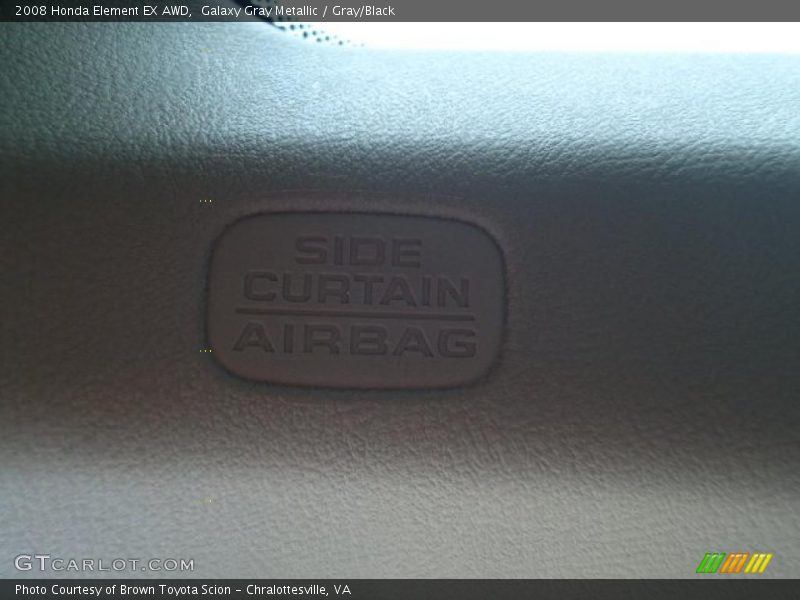 2008 Honda Element EX AWD,  Galaxy Gray Metallic / Gray/Black
SIDE
CURTAIN
AIRBAG
GTCARLOT.COM
Photo Courtesy of Brown Toyota Scion – Chralottesville, VA